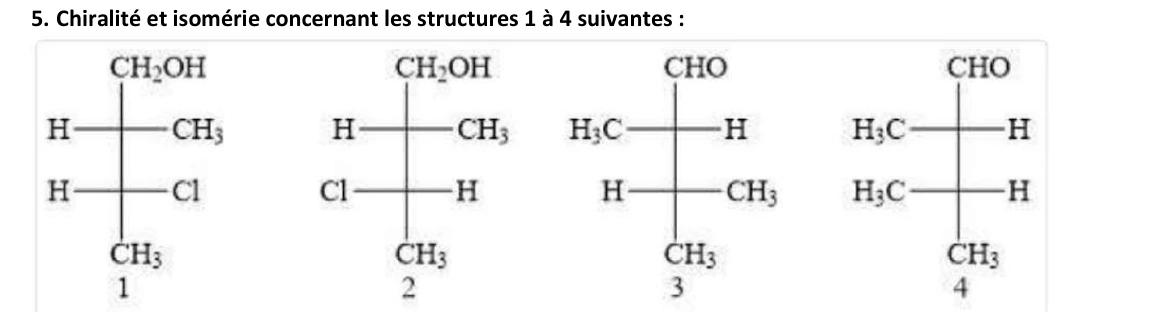 5. Chiralité et isomérie concernant les structures 1 à 4 suivantes :
CH₂OH CH₂OH CHO CHO
H CH₃ H CH₃ H₃C H H₃C H
H Cl Cl H H CH₃ H₃C H
CH₃ CH₃ CH₃ CH₃
1 2 3 4